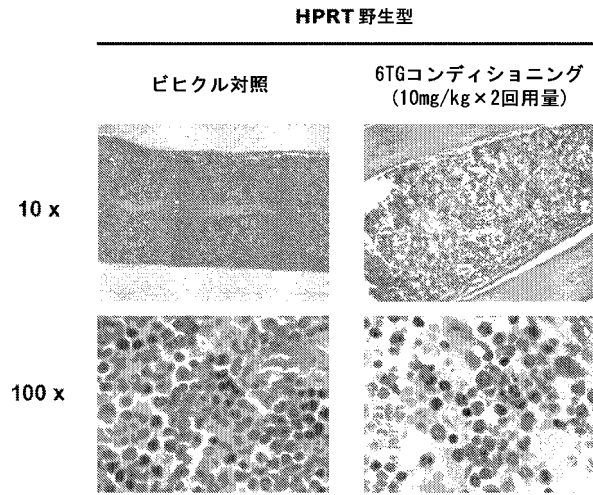 HPRT 野生型
ビヒクル対照
6TGコンディショニング
(10mg/kg×2回用量)
10 x
100 x